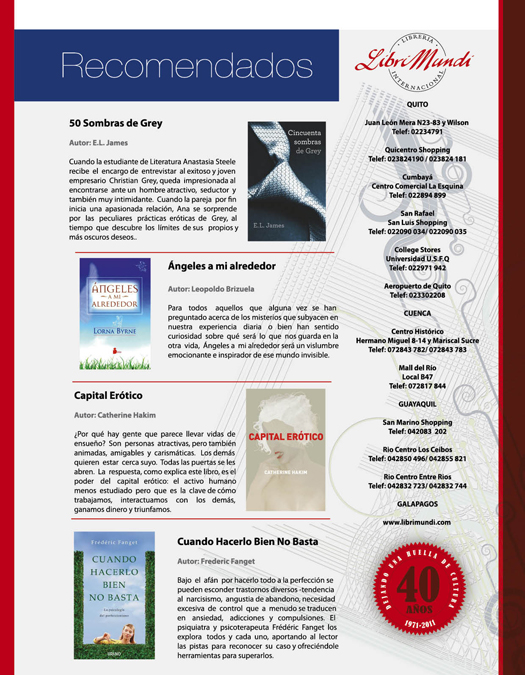 Recomendados
50 Sombras de Grey
Autor: E.L. James
Cuando la estudiante de Literatura Anastasia Steele
recibe el encargo de entrevistar al exitoso y joven
empresario Christian Grey, queda impresionada al
encontrarse ante un hombre atractivo, seductor y
también muy intimidante. Cuando la pareja por fin
inicia una apasionada relación, Ana se sorprende
por las peculiares prácticas eróticas de Grey, al
tiempo que descubre los límites de sus propios y
más oscuros deseos..
Cincuenta
sombras
de Grey
E.L. James
ÁNGELES
A MI
ALREDEDOR
LORNA BYRNE
Ángeles a mi alrededor
Autor: Leopoldo Brizuela
Para todos aquellos que alguna vez se han
preguntado acerca de los misterios que subyacen en
nuestra experiencia diaria o bien han sentido
curiosidad sobre qué será lo que nos guarda en la
otra vida, Ángeles a mi alrededor será un vislumbre
emocionante e inspirador de ese mundo invisible.
Capital Erótico
Autor: Catherine Hakim
¿Por qué hay gente que parece llevar vidas de
ensueño? Son personas atractivas, pero también
animadas, amigables y carismáticas. Los demás
quieren estar cerca suyo. Todas las puertas se les
abren. La respuesta, como explica este libro, es el
poder del capital erótico: el activo humano
menos estudiado pero que es la clave de cómo
trabajamos, interactuamos con los demás,
ganamos dinero y triunfamos.
CAPITAL ERÓTICO
CATHERINE HAKIM
Frédéric Fanget
CUANDO
HACERLO
BIEN
NO BASTA
Cuando Hacerlo Bien No Basta
Autor: Frederic Fanget
Bajo el afán por hacerlo todo a la perfección se
pueden esconder trastornos diversos -tendencia
al narcisismo, angustia de abandono, necesidad
excesiva de control que a menudo se traducen
en ansiedad, adicciones y compulsiones. El
psiquiatra y psicoterapeuta Frédéric Fanget los
explora todos y cada uno, aportando al lector
las pistas para reconocer su caso y ofreciéndole
herramientas para superarlos.
LIBRERIA
LibriMundi
INTERNACIONAL
QUITO
Juan León Mera N23-83 y Wilson
Telef: 02234791
Quicentro Shopping
Telef: 023824190 / 023824 181
Cumbayá
Centro Comercial La Esquina
Telef: 022894 899
San Rafael
San Luis Shopping
Telef: 022090 034/ 022090 035
College Stores
Universidad U.S.F.Q
Telef: 022971 942
Aeropuerto de Quito
Telef: 023302208
CUENCA
Centro Histórico
Hermano Miguel 8-14 y Mariscal Sucre
Telef: 072843 782/ 072843 783
Mall del Río
Local B47
Telef: 072817 844
GUAYAQUIL
San Marino Shopping
Telef: 042083 202
Rio Centro Los Ceibos
Telef: 042850 496/ 042855 821
Rio Centro Entre Rios
Telef: 042832 723/ 042832 744
GALAPAGOS
www.librimundi.com
DEJANDO UNA HUELLA DE CULTURA
40
AÑOS
1971-2011